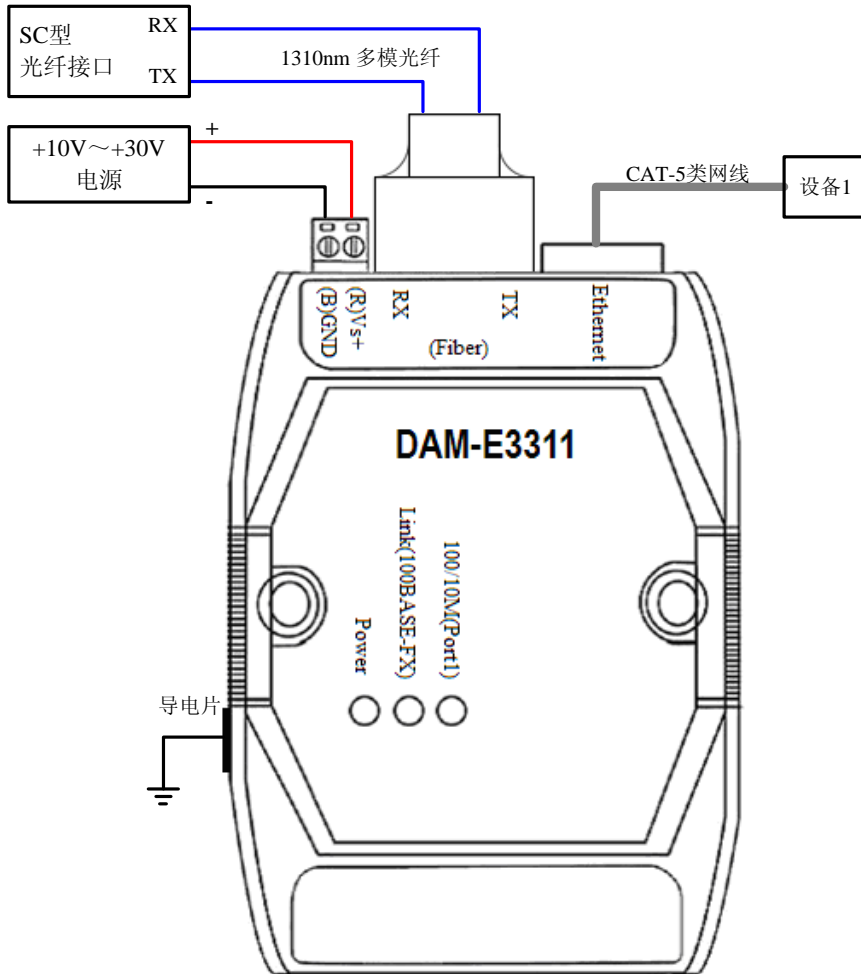 SC型
光纤接口
RX
TX
1310nm 多模光纤
+10V～+30V
电源
+
-
CAT-5类网线
设备1
(B)GND
(R)Vs+
RX
TX
(Fiber)
Ethernet
DAM-E3311
Power
Link(100BASE-FX)
100/10M(Port1)
导电片